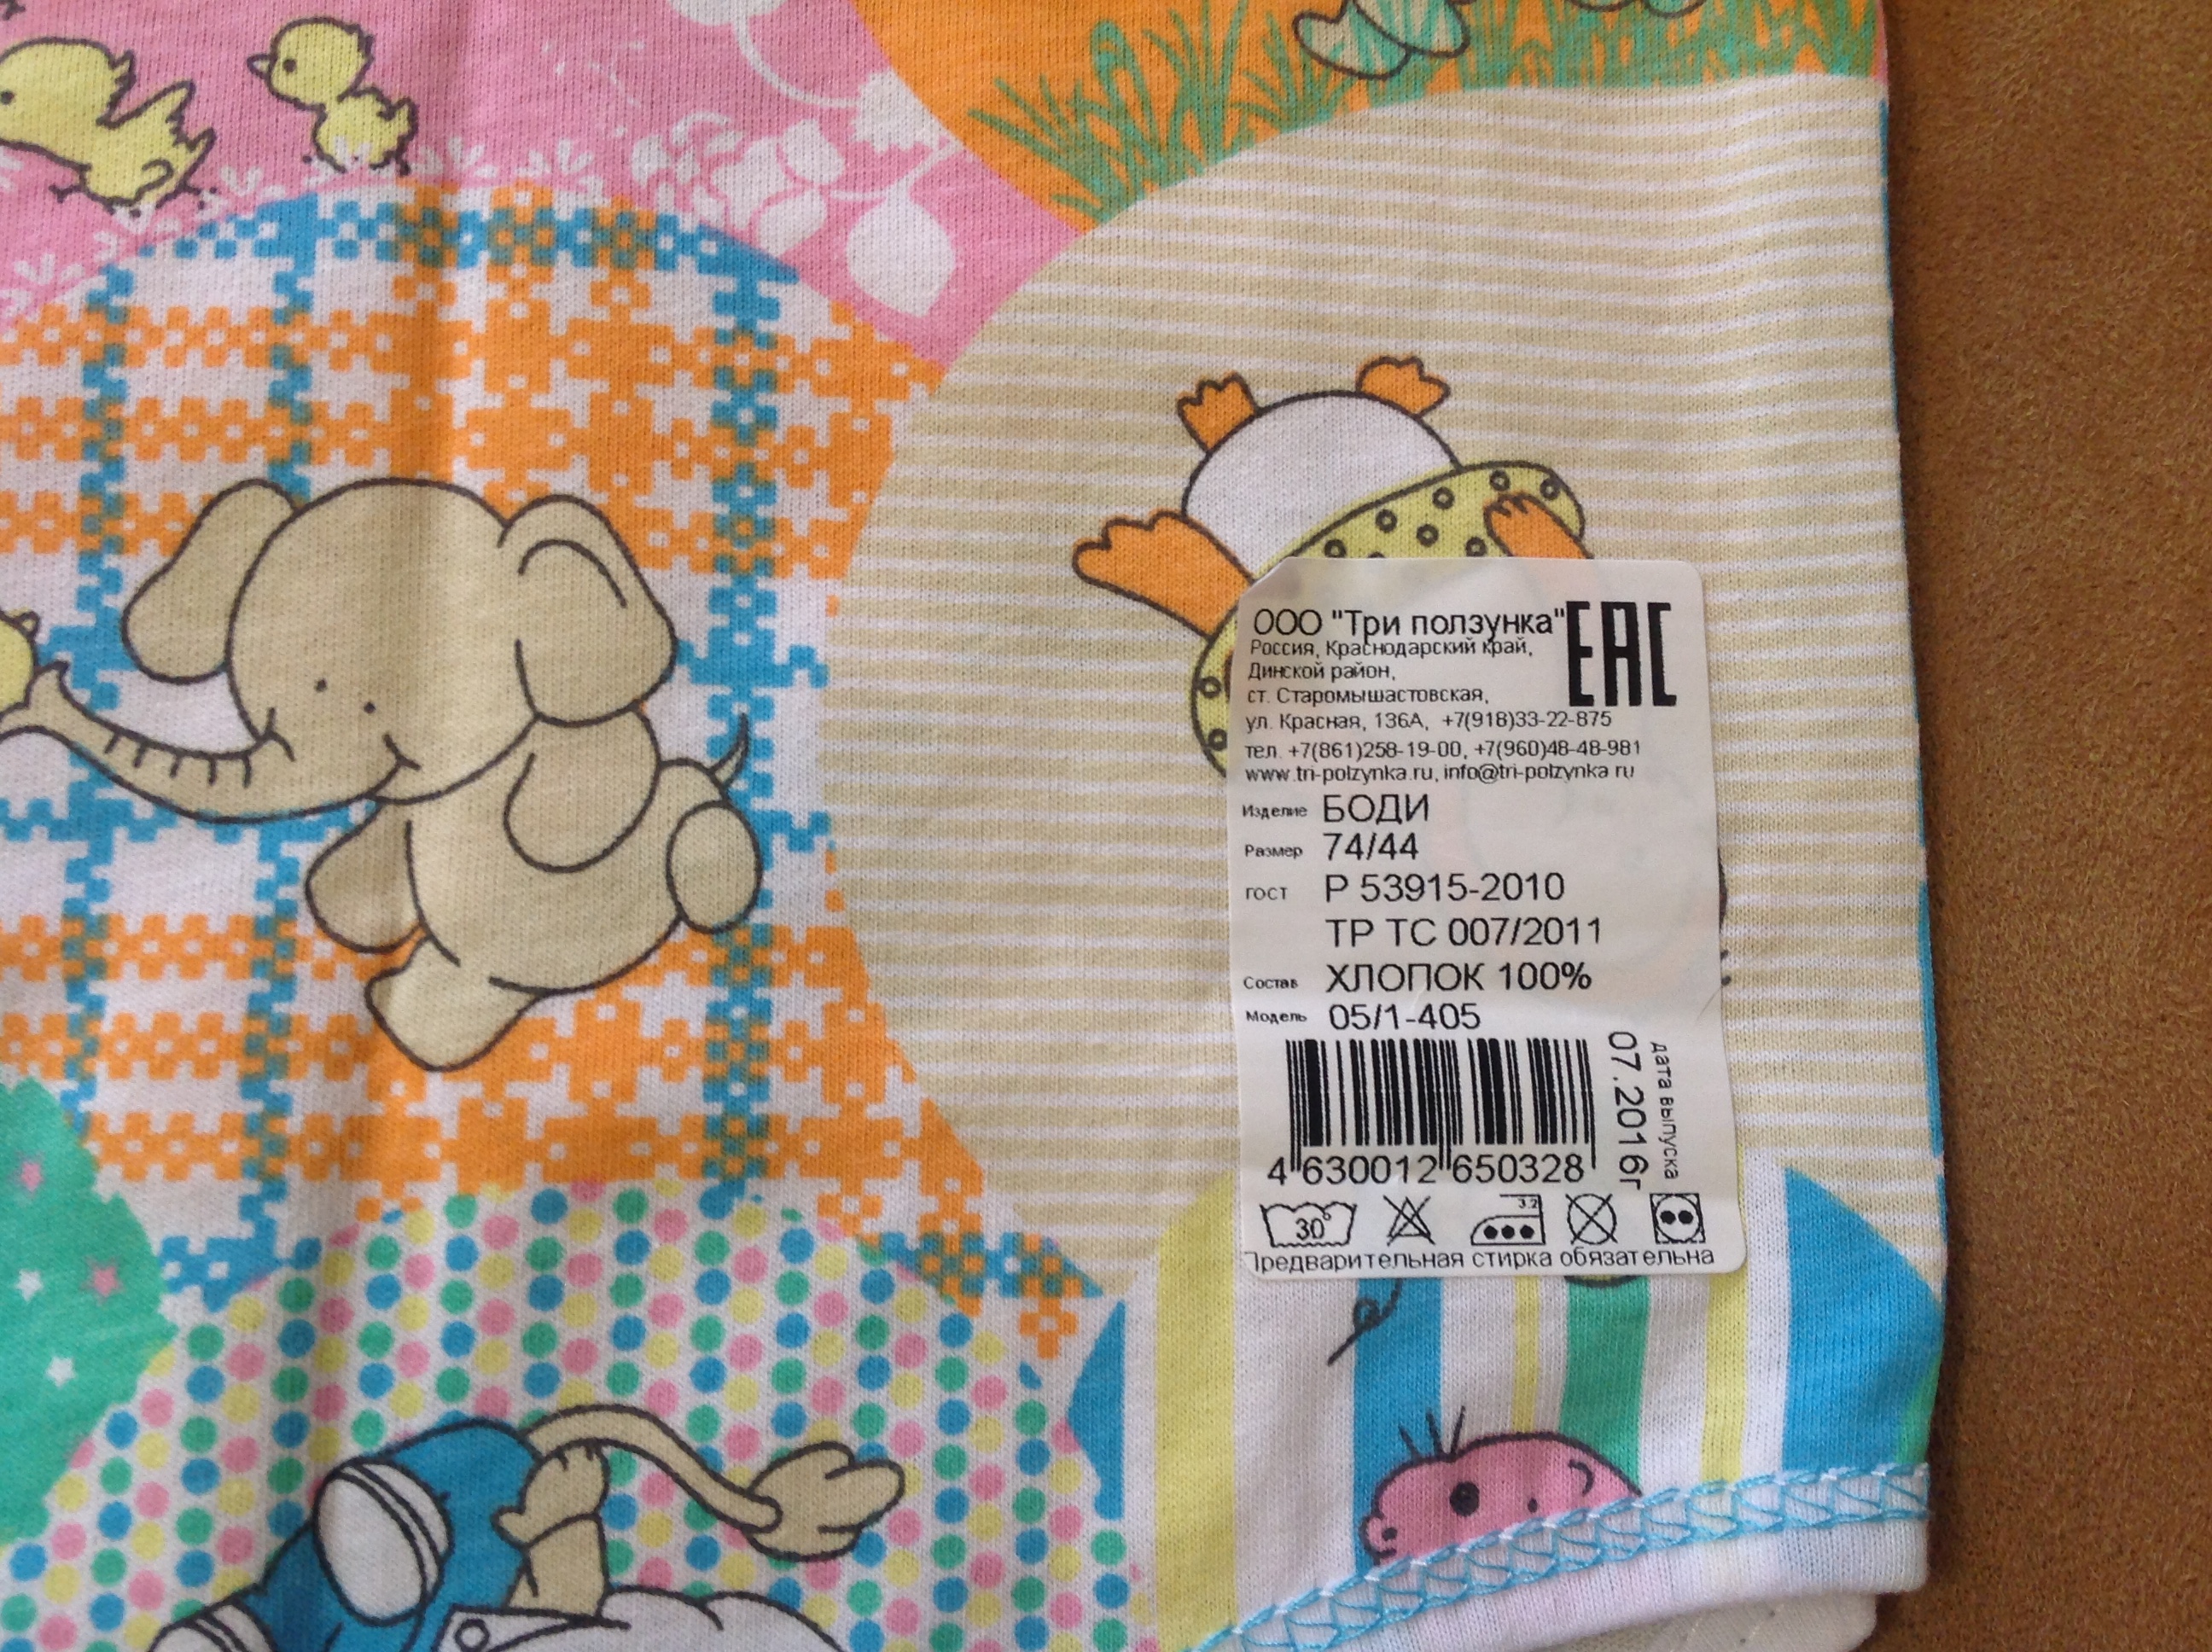 ООО "Три ползунка" ЕАС
Россия, Краснодарский край,
Динской район,
ст. Старомышастовская,
ул. Красная, 136А, +7(918)33-22-875
тел. +7(861)258-19-00, +7(960)48-48-981
www.tri-polzynka.ru, info@tri-polzynka.ru
Изделие БОДИ
Размер 74/44
ГОСТ Р 53915-2010
ТР ТС 007/2011
Состав ХЛОПОК 100%
Модель 05/1-405
дата выпуска
07.2016г
4 630012 650328
30°
Предварительная стирка обязательна